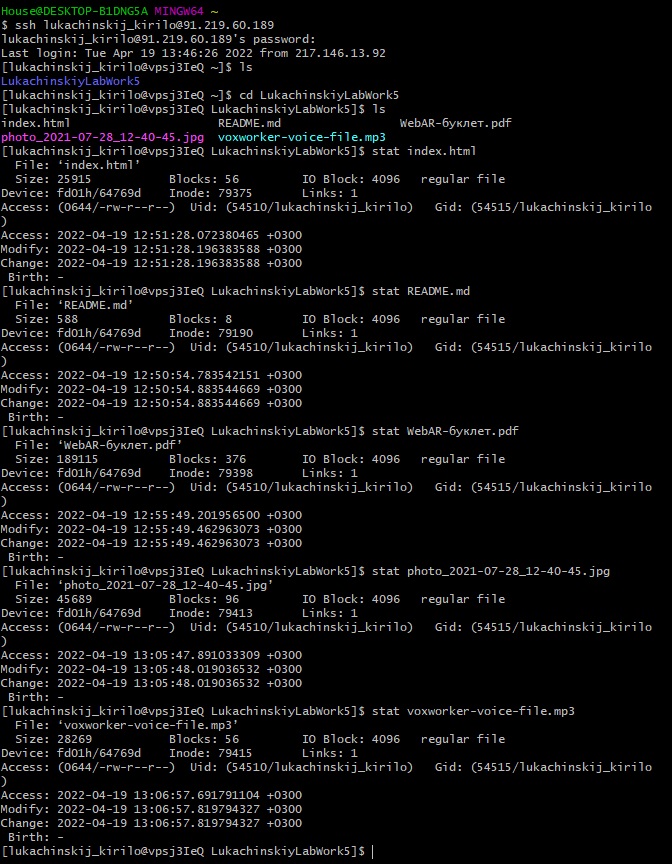 House@DESKTOP-B1DNG5A MINGW64 ~
$ ssh lukachinskij_kirilo@91.219.60.189
lukachinskij_kirilo@91.219.60.189's password:
Last login: Tue Apr 19 13:46:26 2022 from 217.146.13.92
[lukachinskij_kirilo@vpsj3IeQ ~]$ ls
LukachinskiyLabWork5
[lukachinskij_kirilo@vpsj3IeQ ~]$ cd LukachinskiyLabWork5
[lukachinskij_kirilo@vpsj3IeQ LukachinskiyLabWork5]$ ls
index.html README.md WebAR-буклет.pdf
photo_2021-07-28_12-40-45.jpg voxworker-voice-file.mp3
[lukachinskij_kirilo@vpsj3IeQ LukachinskiyLabWork5]$ stat index.html
File: ‘index.html’
Size: 25915 Blocks: 56 IO Block: 4096 regular file
Device: fd01h/64769d Inode: 79375 Links: 1
Access: (0644/-rw-r--r--) Uid: (54510/lukachinskij_kirilo) Gid: (54515/lukachinskij_kirilo
)
Access: 2022-04-19 12:51:28.072380465 +0300
Modify: 2022-04-19 12:51:28.196383588 +0300
Change: 2022-04-19 12:51:28.196383588 +0300
Birth: -
[lukachinskij_kirilo@vpsj3IeQ LukachinskiyLabWork5]$ stat README.md
File: ‘README.md’
Size: 588 Blocks: 8 IO Block: 4096 regular file
Device: fd01h/64769d Inode: 79190 Links: 1
Access: (0644/-rw-r--r--) Uid: (54510/lukachinskij_kirilo) Gid: (54515/lukachinskij_kirilo
)
Access: 2022-04-19 12:50:54.783542151 +0300
Modify: 2022-04-19 12:50:54.883544669 +0300
Change: 2022-04-19 12:50:54.883544669 +0300
Birth: -
[lukachinskij_kirilo@vpsj3IeQ LukachinskiyLabWork5]$ stat WebAR-буклет.pdf
File: ‘WebAR-буклет.pdf’
Size: 189115 Blocks: 376 IO Block: 4096 regular file
Device: fd01h/64769d Inode: 79398 Links: 1
Access: (0644/-rw-r--r--) Uid: (54510/lukachinskij_kirilo) Gid: (54515/lukachinskij_kirilo
)
Access: 2022-04-19 12:55:49.201956500 +0300
Modify: 2022-04-19 12:55:49.462963073 +0300
Change: 2022-04-19 12:55:49.462963073 +0300
Birth: -
[lukachinskij_kirilo@vpsj3IeQ LukachinskiyLabWork5]$ stat photo_2021-07-28_12-40-45.jpg
File: ‘photo_2021-07-28_12-40-45.jpg’
Size: 45689 Blocks: 96 IO Block: 4096 regular file
Device: fd01h/64769d Inode: 79413 Links: 1
Access: (0644/-rw-r--r--) Uid: (54510/lukachinskij_kirilo) Gid: (54515/lukachinskij_kirilo
)
Access: 2022-04-19 13:05:47.891033309 +0300
Modify: 2022-04-19 13:05:48.019036532 +0300
Change: 2022-04-19 13:05:48.019036532 +0300
Birth: -
[lukachinskij_kirilo@vpsj3IeQ LukachinskiyLabWork5]$ stat voxworker-voice-file.mp3
File: ‘voxworker-voice-file.mp3’
Size: 28269 Blocks: 56 IO Block: 4096 regular file
Device: fd01h/64769d Inode: 79415 Links: 1
Access: (0644/-rw-r--r--) Uid: (54510/lukachinskij_kirilo) Gid: (54515/lukachinskij_kirilo
)
Access: 2022-04-19 13:06:57.691791104 +0300
Modify: 2022-04-19 13:06:57.819794327 +0300
Change: 2022-04-19 13:06:57.819794327 +0300
Birth: -
[lukachinskij_kirilo@vpsj3IeQ LukachinskiyLabWork5]$